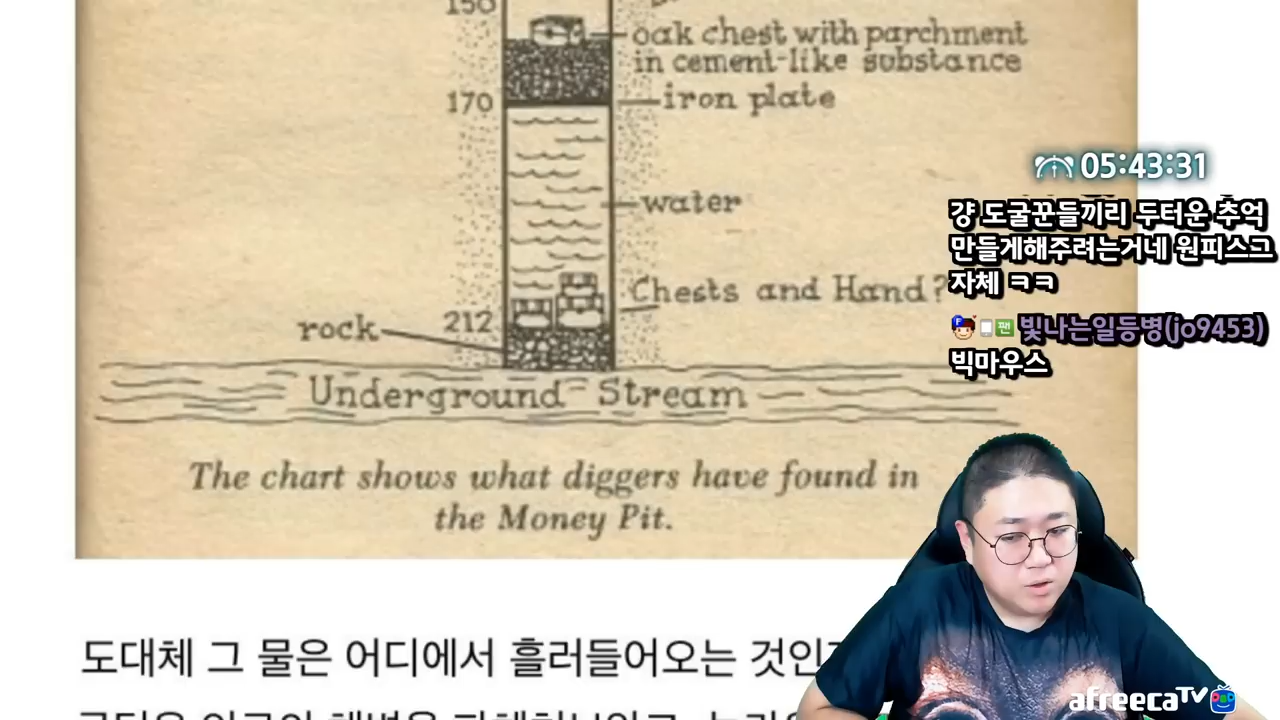 150
oak chest with parchment
in cement-like substance
170
iron plate
water
Chests and Hand?
rock
212
Underground Stream
The chart shows what diggers have found in
the Money Pit.
도대체 그 물은 어디에서 흘러들어오는 것인
05:43:31
걍 도굴꾼들끼리 두터운 추억
만들게해주려는거네 원피스그
자체 ㅋㅋ
팬 빛나는일등병(jo9453)
빅마우스
afreecaTV